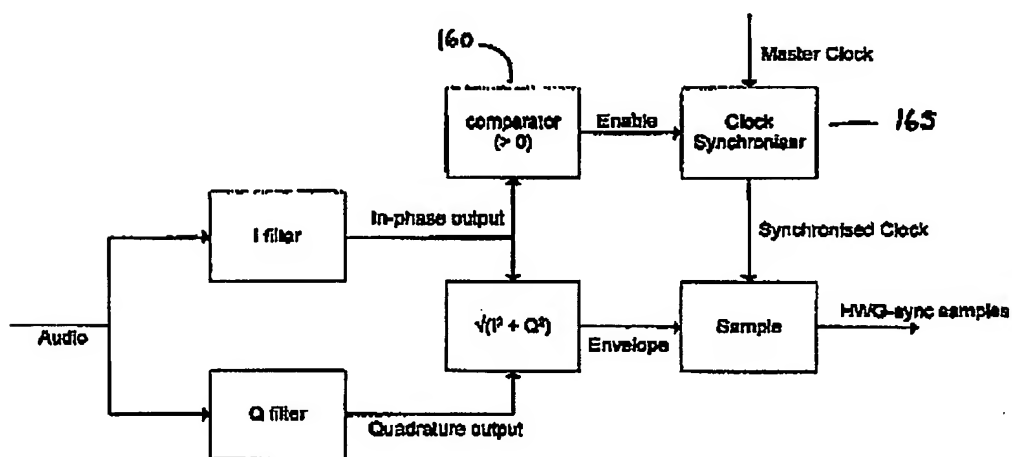 160
Master Clock
comparator
(> 0)
Enable
Clock
Synchroniser
165
I filter
In-phase output
Synchronised Clock
Audio
√(I² + Q²)
Envelope
Sample
HWG-sync samples
Q filter
Quadrature output